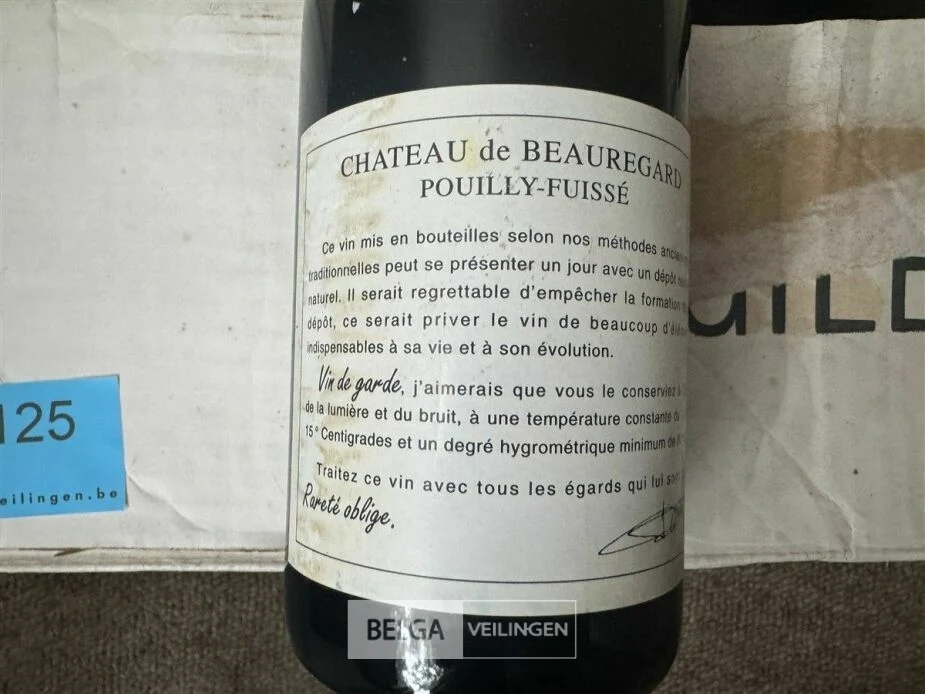 CHATEAU de BEAUREGARD
POUILLY-FUISSÉ
Ce vin mis en bouteilles selon nos méthodes
traditionnelles peut se présenter un jour avec un dépôt
naturel. Il serait regrettable d'empêcher la formation
dépôt, ce serait priver le vin de beaucoup
indispensables à sa vie et à son évolution.
Vin de garde, j'aimerais que vous le conserviez
de la lumière et du bruit, à une température constante
15° Centigrades et un degré hygrométrique minimum
Traitez ce vin avec tous les égards qui lui
Rareté oblige.
125
eilingen.be
UILD
BELGA VEILINGEN